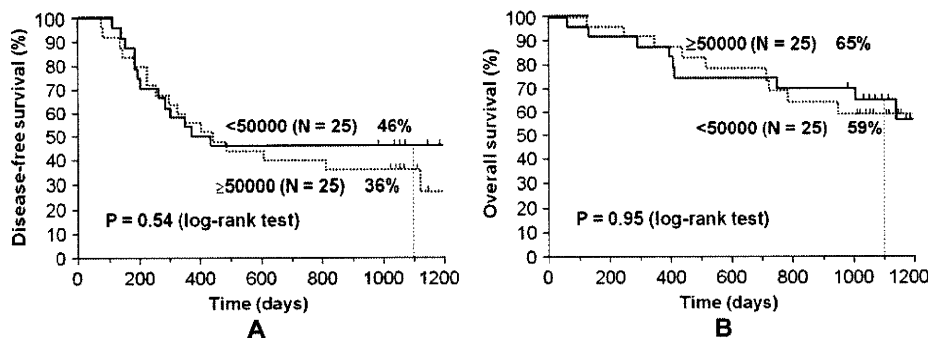 Disease-free survival (%)
100
90
80
70
60
50
40
30
20
10
0
<50000 (N = 25) 46%
≥50000 (N = 25) 36%
P = 0.54 (log-rank test)
0 200 400 600 800 1000 1200
Time (days)
A
Overall survival (%)
100
90
80
70
60
50
40
30
20
10
0
≥50000 (N = 25) 65%
<50000 (N = 25) 59%
P = 0.95 (log-rank test)
0 200 400 600 800 1000 1200
Time (days)
B